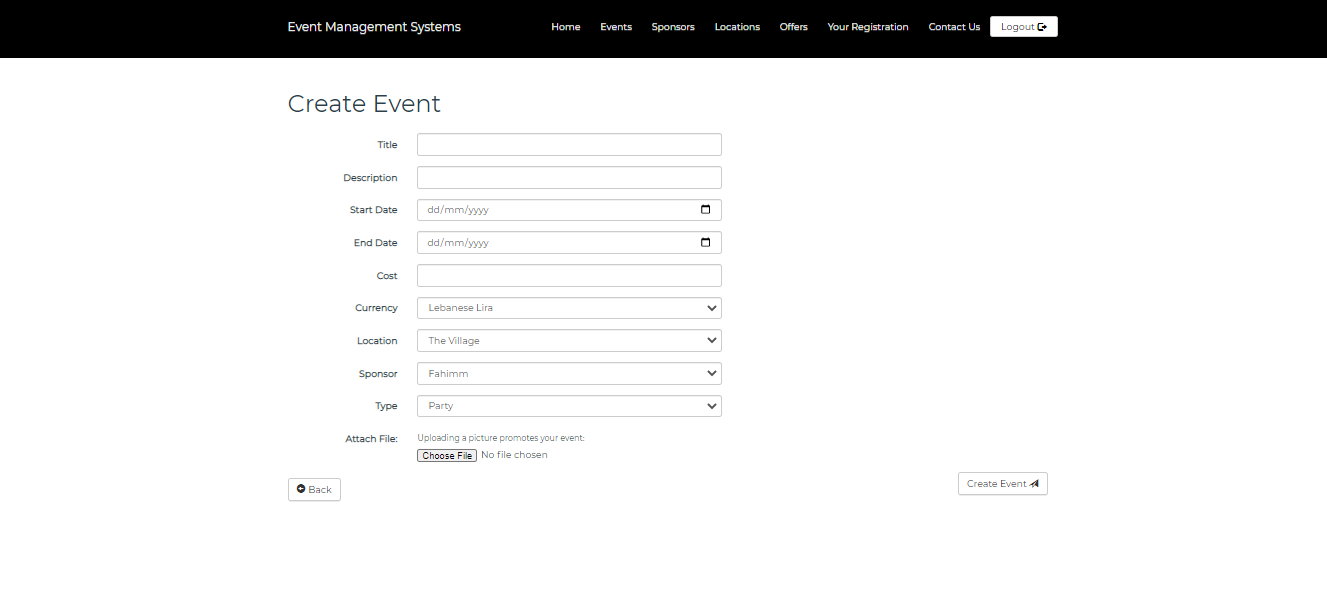 Event Management Systems Home Events Sponsors Locations Offers Your Registration Contact Us Logout
Create Event
Title
Description
Start Date dd/mm/yyyy
End Date dd/mm/yyyy
Cost
Currency Lebanese Lira
Location The Village
Sponsor Fahimm
Type Party
Attach File: Uploading a picture promotes your event:
Choose File No file chosen
Back Create Event